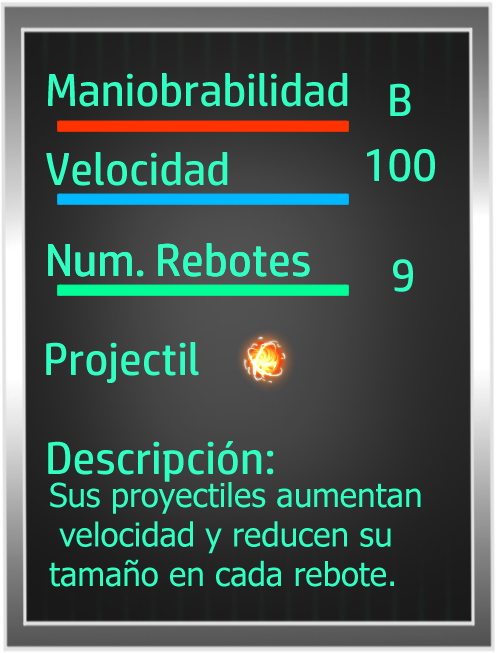 Maniobrabilidad B
Velocidad 100
Num. Rebotes 9
Projectil
Descripción:
Sus proyectiles aumentan
velocidad y reducen su
tamaño en cada rebote.